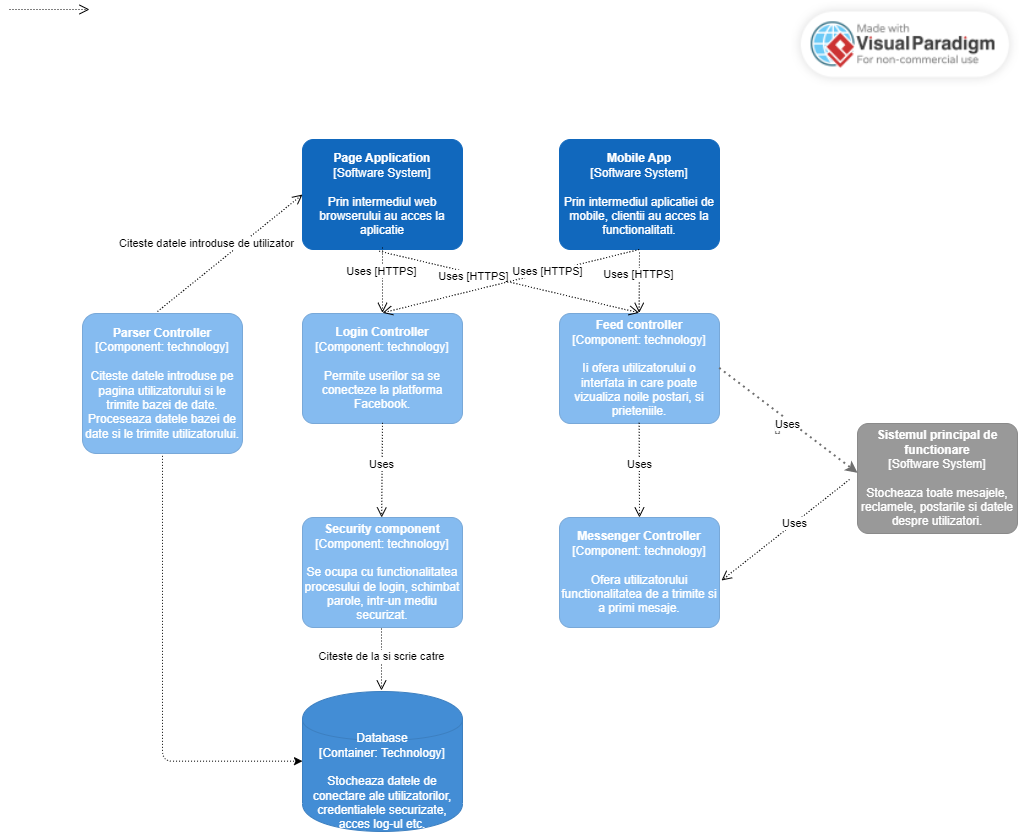 Made with
Visual Paradigm
For non-commercial use
Page Application
[Software System]
Prin intermediul web
browserului au acces la
aplicatie
Mobile App
[Software System]
Prin intermediul aplicatiei de
mobile, clientii au acces la
functionalitati.
Citeste datele introduse de utilizator
Uses [HTTPS]
Uses [HTTPS]
Uses [HTTPS]
Uses [HTTPS]
Parser Controller
[Component: technology]
Citeste datele introduse pe
pagina utilizatorului si le
trimite bazei de date.
Proceseaza datele bazei de
date si le trimite utilizatorului.
Login Controller
[Component: technology]
Permite userilor sa se
conecteze la platforma
Facebook.
Feed controller
[Component: technology]
Ii ofera utilizatorului o
interfata in care poate
vizualiza noile postari, si
prieteniile.
Uses
Sistemul principal de
functionare
[Software System]
Stocheaza toate mesajele,
reclamele, postarile si datele
despre utilizatori.
Uses
Uses
Uses
Security component
[Component: technology]
Se ocupa cu functionalitatea
procesului de login, schimbat
parole, intr-un mediu
securizat.
Messenger Controller
[Component: technology]
Ofera utilizatorului
functionalitatea de a trimite si
a primi mesaje.
Citeste de la si scrie catre
Database
[Container: Technology]
Stocheaza datele de
conectare ale utilizatorilor,
credentialele securizate,
acces log-ul etc.